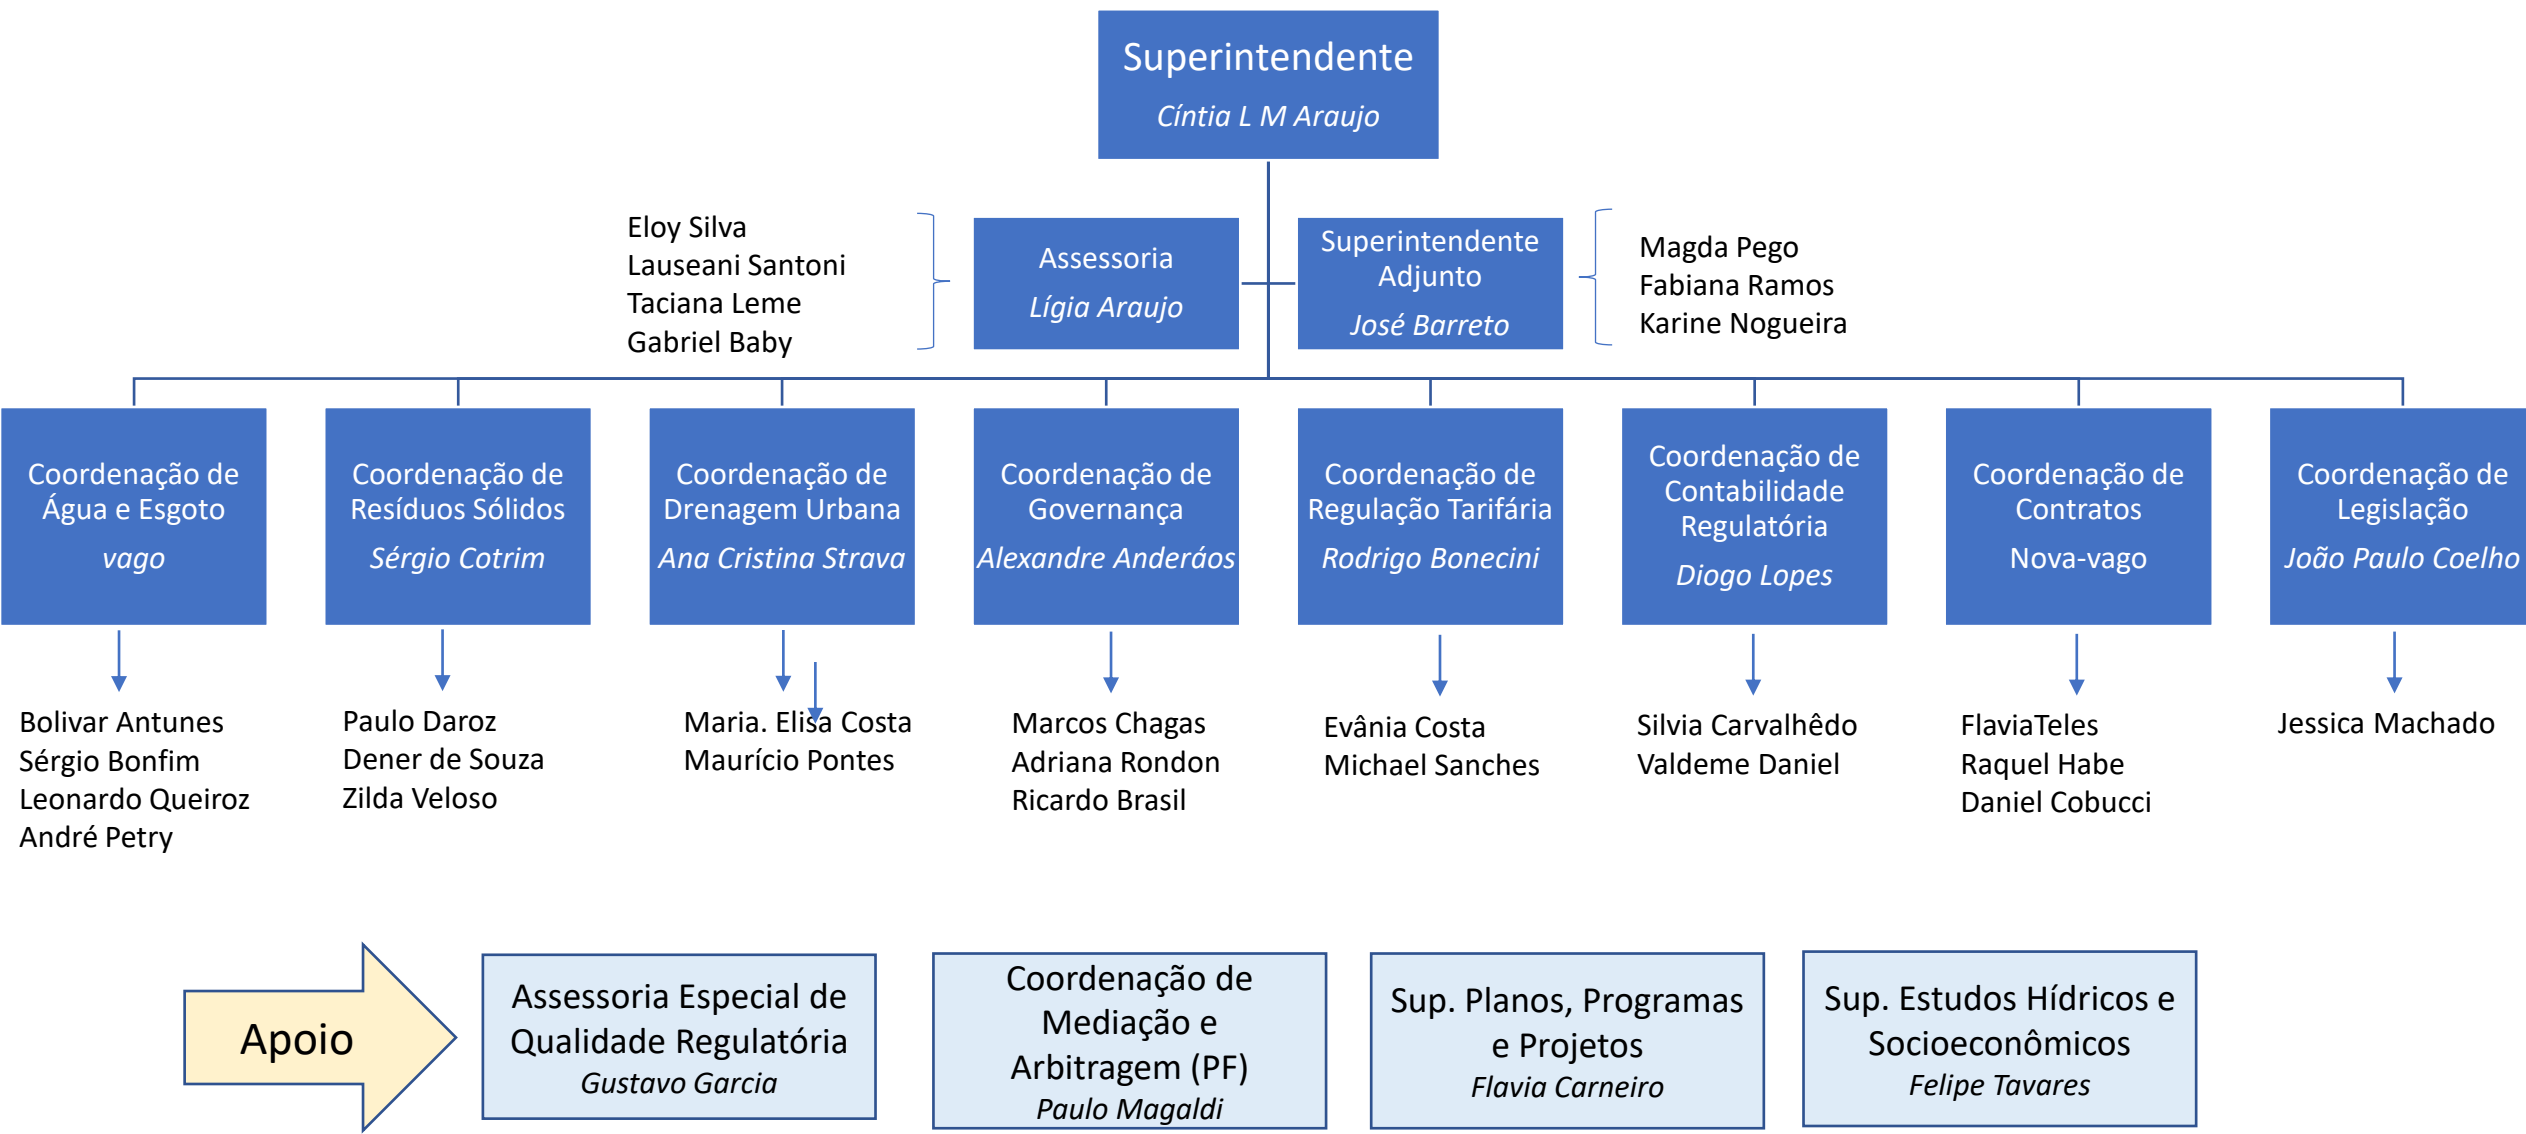 Superintendente
Cíntia L M Araujo
Eloy Silva
Lauseani Santoni
Taciana Leme
Gabriel Baby
Assessoria
Lígia Araujo
Superintendente
Adjunto
José Barreto
Magda Pego
Fabiana Ramos
Karine Nogueira
Coordenação de
Água e Esgoto
vago
Coordenação de
Resíduos Sólidos
Sérgio Cotrim
Coordenação de
Drenagem Urbana
Ana Cristina Strava
Coordenação de
Governança
Alexandre Anderáos
Coordenação de
Regulação Tarifária
Rodrigo Bonecini
Coordenação de
Contabilidade
Regulatória
Diogo Lopes
Coordenação de
Contratos
Nova-vago
Coordenação de
Legislação
João Paulo Coelho
Bolivar Antunes
Sérgio Bonfim
Leonardo Queiroz
André Petry
Paulo Daroz
Dener de Souza
Zilda Veloso
Maria. Elisa Costa
Maurício Pontes
Marcos Chagas
Adriana Rondon
Ricardo Brasil
Evânia Costa
Michael Sanches
Silvia Carvalhêdo
Valdeme Daniel
FlaviaTeles
Raquel Habe
Daniel Cobucci
Jessica Machado
Apoio
Assessoria Especial de
Qualidade Regulatória
Gustavo Garcia
Coordenação de
Mediação e
Arbitragem (PF)
Paulo Magaldi
Sup. Planos, Programas
e Projetos
Flavia Carneiro
Sup. Estudos Hídricos e
Socioeconômicos
Felipe Tavares